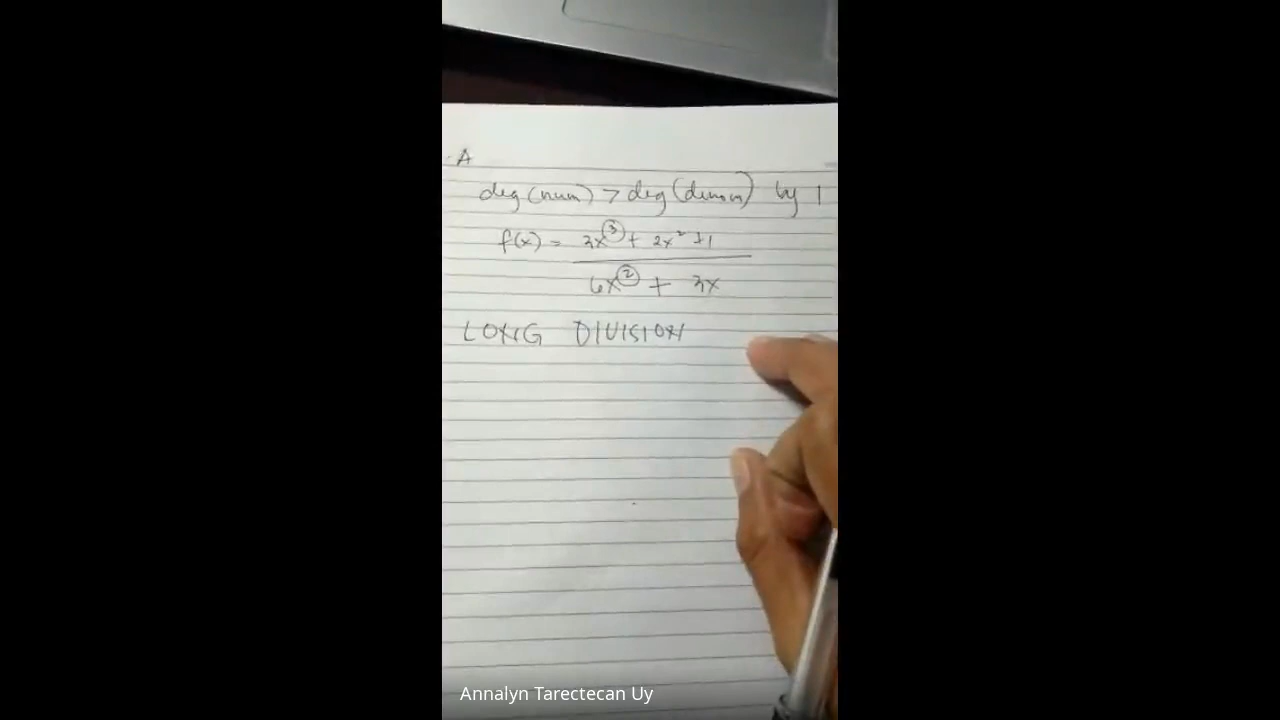 A
deg (num) > deg (denom) by 1
f(x) = 3x³ + 2x² + 1
6x² + 3x
LONG DIVISION
Annalyn Tarectecan Uy